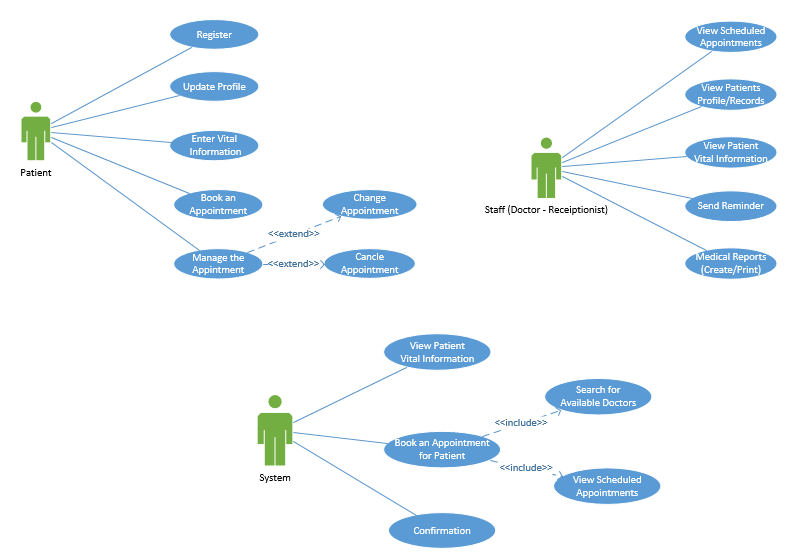 Register
Update Profile
Enter Vital
Information
Book an
Appointment
Manage the
Appintment
Change
Appointment
<<extend>>
Cancle
Appointment
<<extend>>
Patient
View Scheduled
Appointments
View Patients
Profile/Records
View Patient
Vital Information
Send Reminder
Medical Reports
(Create/Print)
Staff (Doctor - Receiptionist)
View Patient
Vital Information
Search for
Available Doctors
<<include>>
Book an Appointment
for Patient
<<include>>
View Scheduled
Appointments
System
Confirmation